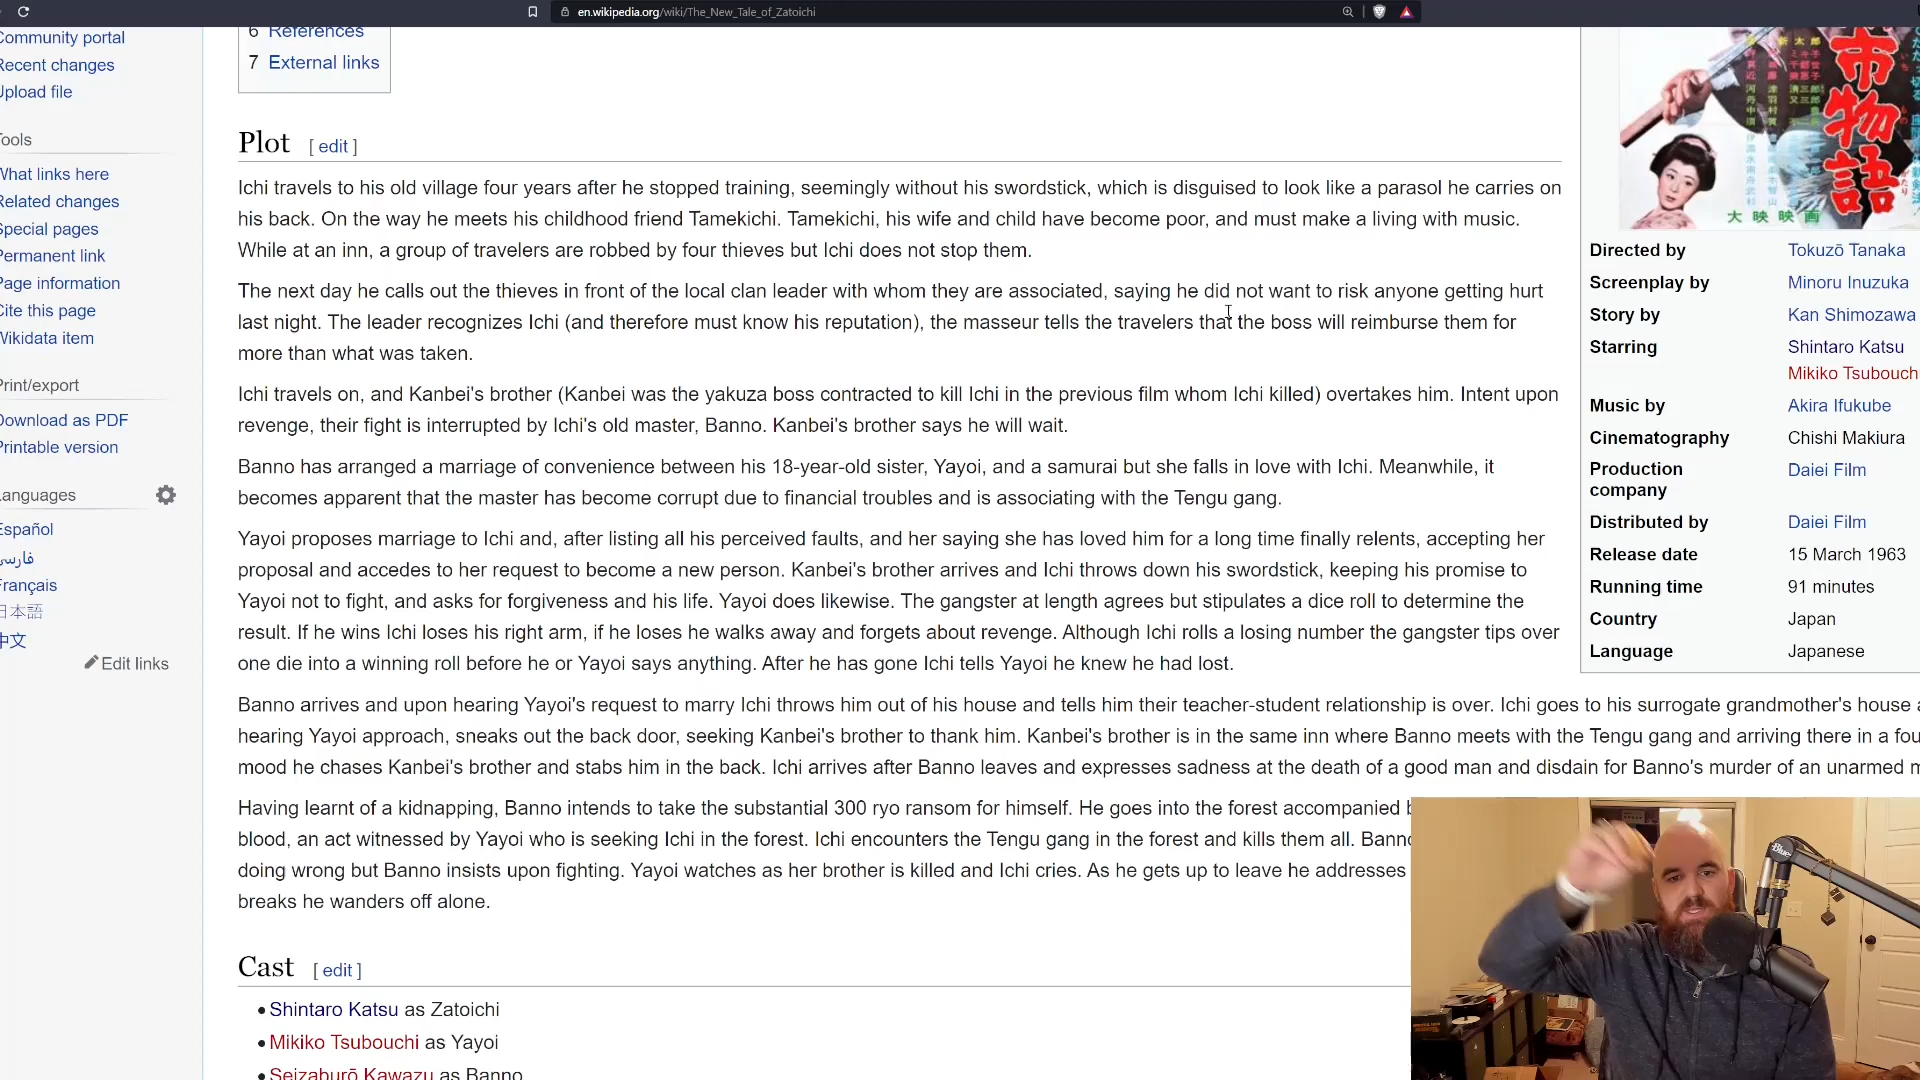 en.wikipedia.org/wiki/The_New_Tale_of_Zatoichi
Community portal
Recent changes
Upload file
Tools
What links here
Related changes
Special pages
Permanent link
Page information
Cite this page
Wikidata item
Print/export
Download as PDF
Printable version
Languages
Español
فارسی
Français
日本語
中文
Edit links
6 References
7 External links
Plot [ edit ]
Ichi travels to his old village four years after he stopped training, seemingly without his swordstick, which is disguised to look like a parasol he carries on
his back. On the way he meets his childhood friend Tamekichi. Tamekichi, his wife and child have become poor, and must make a living with music.
While at an inn, a group of travelers are robbed by four thieves but Ichi does not stop them.
The next day he calls out the thieves in front of the local clan leader with whom they are associated, saying he did not want to risk anyone getting hurt
last night. The leader recognizes Ichi (and therefore must know his reputation), the masseur tells the travelers that the boss will reimburse them for
more than what was taken.
Ichi travels on, and Kanbei's brother (Kanbei was the yakuza boss contracted to kill Ichi in the previous film whom Ichi killed) overtakes him. Intent upon
revenge, their fight is interrupted by Ichi's old master, Banno. Kanbei's brother says he will wait.
Banno has arranged a marriage of convenience between his 18-year-old sister, Yayoi, and a samurai but she falls in love with Ichi. Meanwhile, it
becomes apparent that the master has become corrupt due to financial troubles and is associating with the Tengu gang.
Yayoi proposes marriage to Ichi and, after listing all his perceived faults, and her saying she has loved him for a long time finally relents, accepting her
proposal and accedes to her request to become a new person. Kanbei's brother arrives and Ichi throws down his swordstick, keeping his promise to
Yayoi not to fight, and asks for forgiveness and his life. Yayoi does likewise. The gangster at length agrees but stipulates a dice roll to determine the
result. If he wins Ichi loses his right arm, if he loses he walks away and forgets about revenge. Although Ichi rolls a losing number the gangster tips over
one die into a winning roll before he or Yayoi says anything. After he has gone Ichi tells Yayoi he knew he had lost.
Banno arrives and upon hearing Yayoi's request to marry Ichi throws him out of his house and tells him their teacher-student relationship is over. Ichi goes to his surrogate grandmother's house a
hearing Yayoi approach, sneaks out the back door, seeking Kanbei's brother to thank him. Kanbei's brother is in the same inn where Banno meets with the Tengu gang and arriving there in a fou
mood he chases Kanbei's brother and stabs him in the back. Ichi arrives after Banno leaves and expresses sadness at the death of a good man and disdain for Banno's murder of an unarmed m
Having learnt of a kidnapping, Banno intends to take the substantial 300 ryo ransom for himself. He goes into the forest accompanied b
blood, an act witnessed by Yayoi who is seeking Ichi in the forest. Ichi encounters the Tengu gang in the forest and kills them all. Banno
doing wrong but Banno insists upon fighting. Yayoi watches as her brother is killed and Ichi cries. As he gets up to leave he addresses
breaks he wanders off alone.
Cast [ edit ]
Shintaro Katsu as Zatoichi
Mikiko Tsubouchi as Yayoi
Seizaburō Kawazu as Banno
市物語
大映映画
Directed by Tokuzō Tanaka
Screenplay by Minoru Inuzuka
Story by Kan Shimozawa
Starring Shintaro Katsu
Mikiko Tsubouch
Music by Akira Ifukube
Cinematography Chishi Makiura
Production Daiei Film
company
Distributed by Daiei Film
Release date 15 March 1963
Running time 91 minutes
Country Japan
Language Japanese
Blue